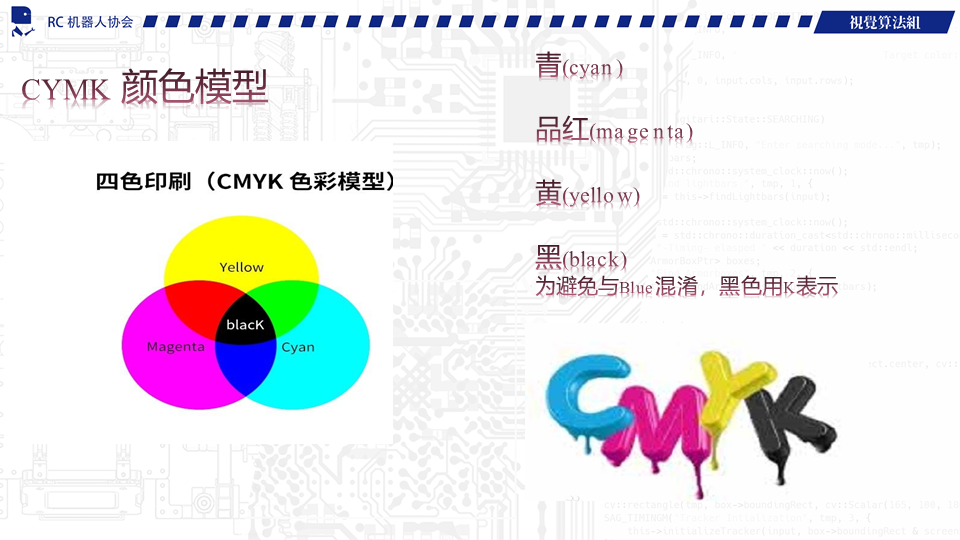 RC 机器人协会
視覺算法組
CYMK 颜色模型
四色印刷（CMYK 色彩模型）
Yellow
blacK
Magenta
Cyan
青(cyan)
品红(magenta)
黄(yellow)
黑(black)
为避免与Blue混淆，黑色用K表示
CMYK